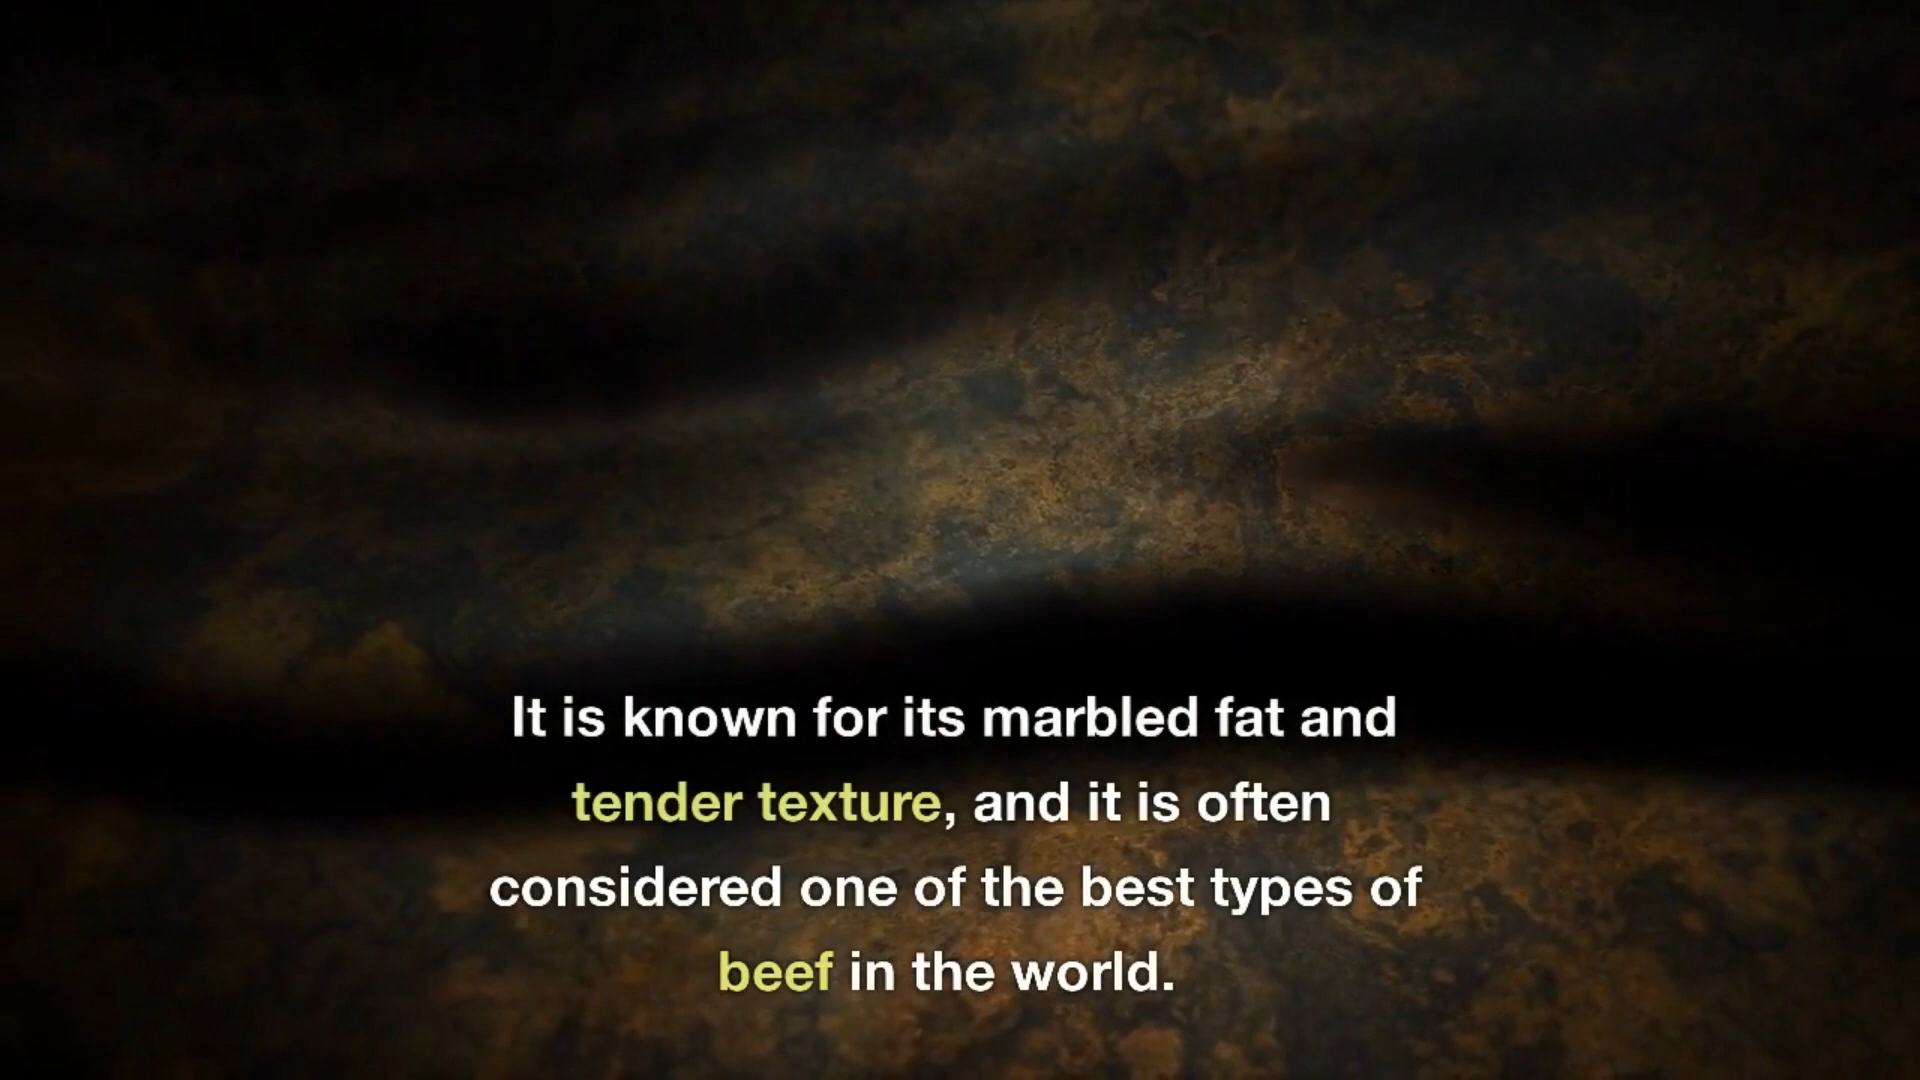 It is known for its marbled fat and
tender texture, and it is often
considered one of the best types of
beef in the world.